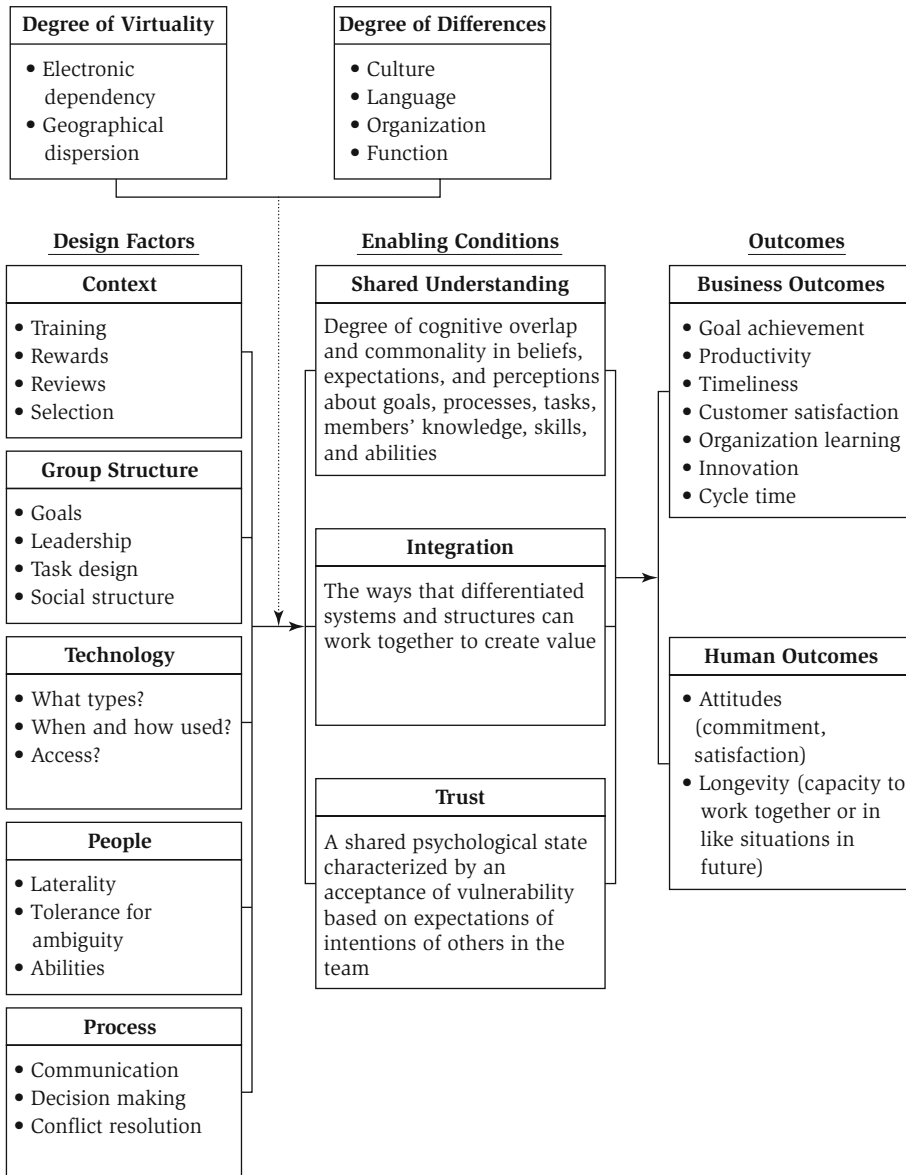 Degree of Virtuality
• Electronic
dependency
• Geographical
dispersion
Degree of Differences
• Culture
• Language
• Organization
• Function
Design Factors
Context
• Training
• Rewards
• Reviews
• Selection
Group Structure
• Goals
• Leadership
• Task design
• Social structure
Technology
• What types?
• When and how used?
• Access?
People
• Laterality
• Tolerance for
ambiguity
• Abilities
Process
• Communication
• Decision making
• Conflict resolution
Enabling Conditions
Shared Understanding
Degree of cognitive overlap
and commonality in beliefs,
expectations, and perceptions
about goals, processes, tasks,
members’ knowledge, skills,
and abilities
Integration
The ways that differentiated
systems and structures can
work together to create value
Trust
A shared psychological state
characterized by an
acceptance of vulnerability
based on expectations of
intentions of others in the
team
Outcomes
Business Outcomes
• Goal achievement
• Productivity
• Timeliness
• Customer satisfaction
• Organization learning
• Innovation
• Cycle time
Human Outcomes
• Attitudes
(commitment,
satisfaction)
• Longevity (capacity to
work together or in
like situations in
future)